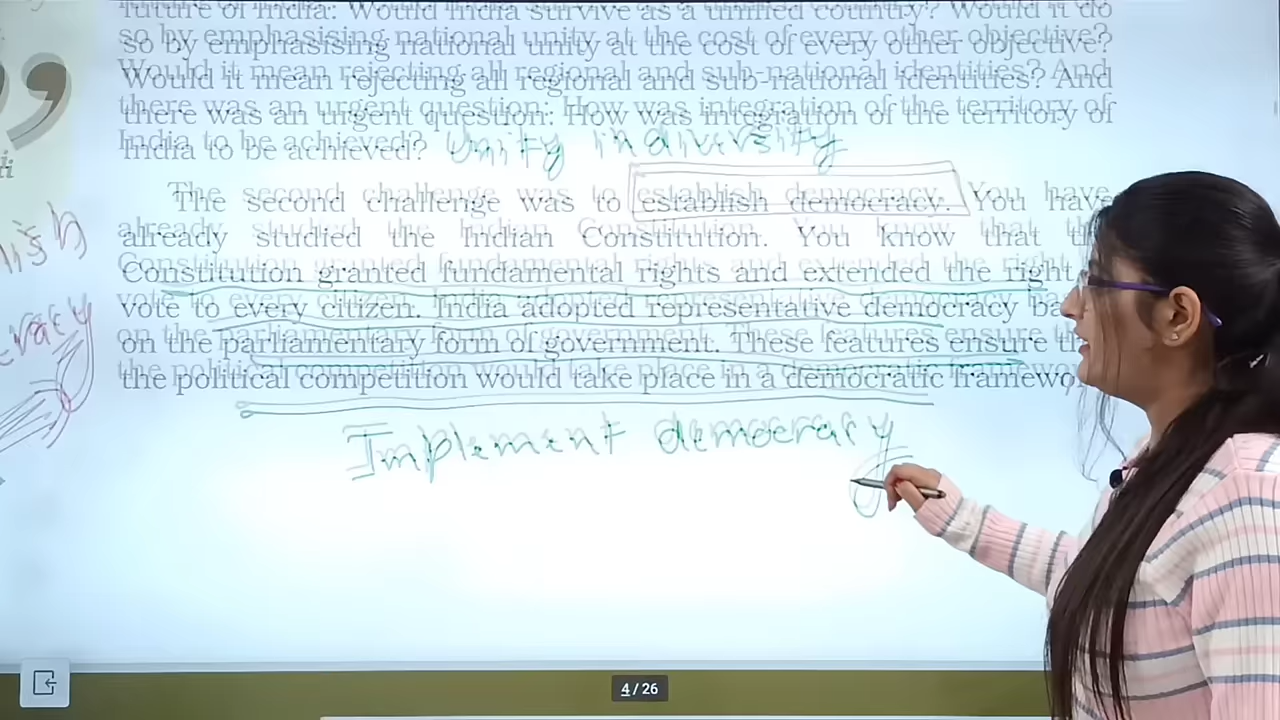 future of India: Would India survive as a unified country? Would it do
so by emphasising national unity at the cost of every other objective?
Would it mean rejecting all regional and sub-national identities? And
there was an urgent question: How was integration of the territory of
India to be achieved? Unity in diversity
The second challenge was to establish democracy. You have
already studied the Indian Constitution. You know that
Constitution granted fundamental rights and extended the right
vote to every citizen. India adopted representative democracy
on the parliamentary form of government. These features ensure
the political competition would take place in a democratic
Implement democracy
4 / 26